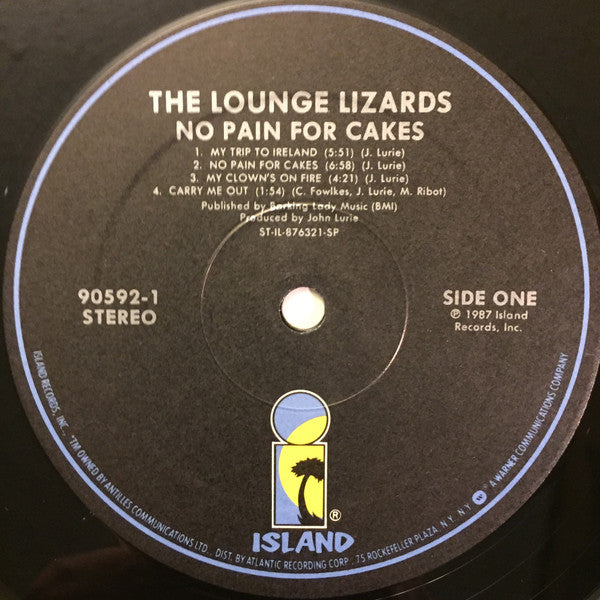 THE LOUNGE LIZARDS
NO PAIN FOR CAKES
1. MY TRIP TO IRELAND (5:51) (J. Lurie)
2. NO PAIN FOR CAKES (6:58) (J. Lurie)
3. MY CLOWN'S ON FIRE (4:21) (J. Lurie)
4. CARRY ME OUT (1:54) (C. Fowlkes, J. Lurie, M. Ribot)
Published by Barking Lady Music (BMI)
Produced by John Lurie
ST-IL-876321-SP
90592-1
STEREO
SIDE ONE
℗ 1987 Island
Records, Inc.
®
ISLAND
ISLAND RECORDS, INC., ™ OWNED BY ANTILLES COMMUNICATIONS LTD., DIST. BY ATLANTIC RECORDING CORP., 75 ROCKEFELLER PLAZA, N.Y., N.Y. W A WARNER COMMUNICATIONS COMPANY